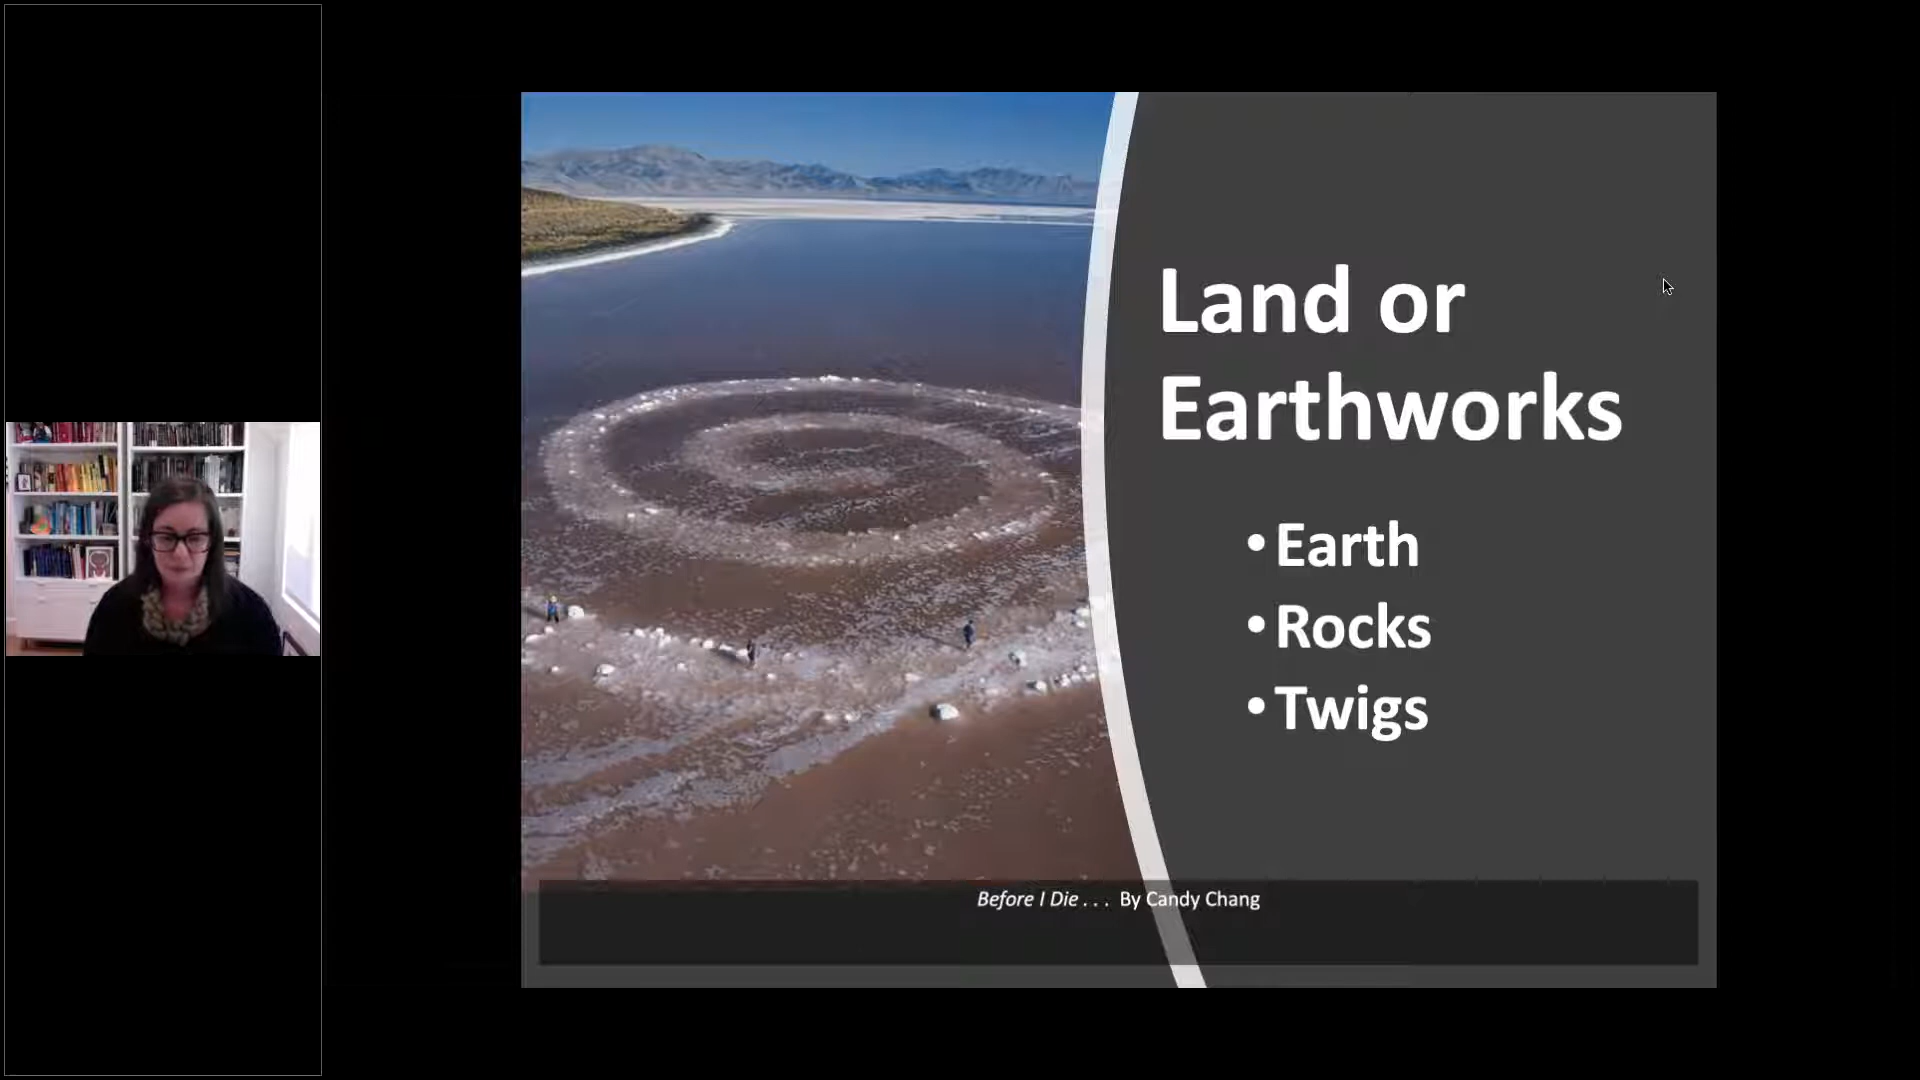 Land or
Earthworks
• Earth
• Rocks
• Twigs
Before I Die . . . By Candy Chang